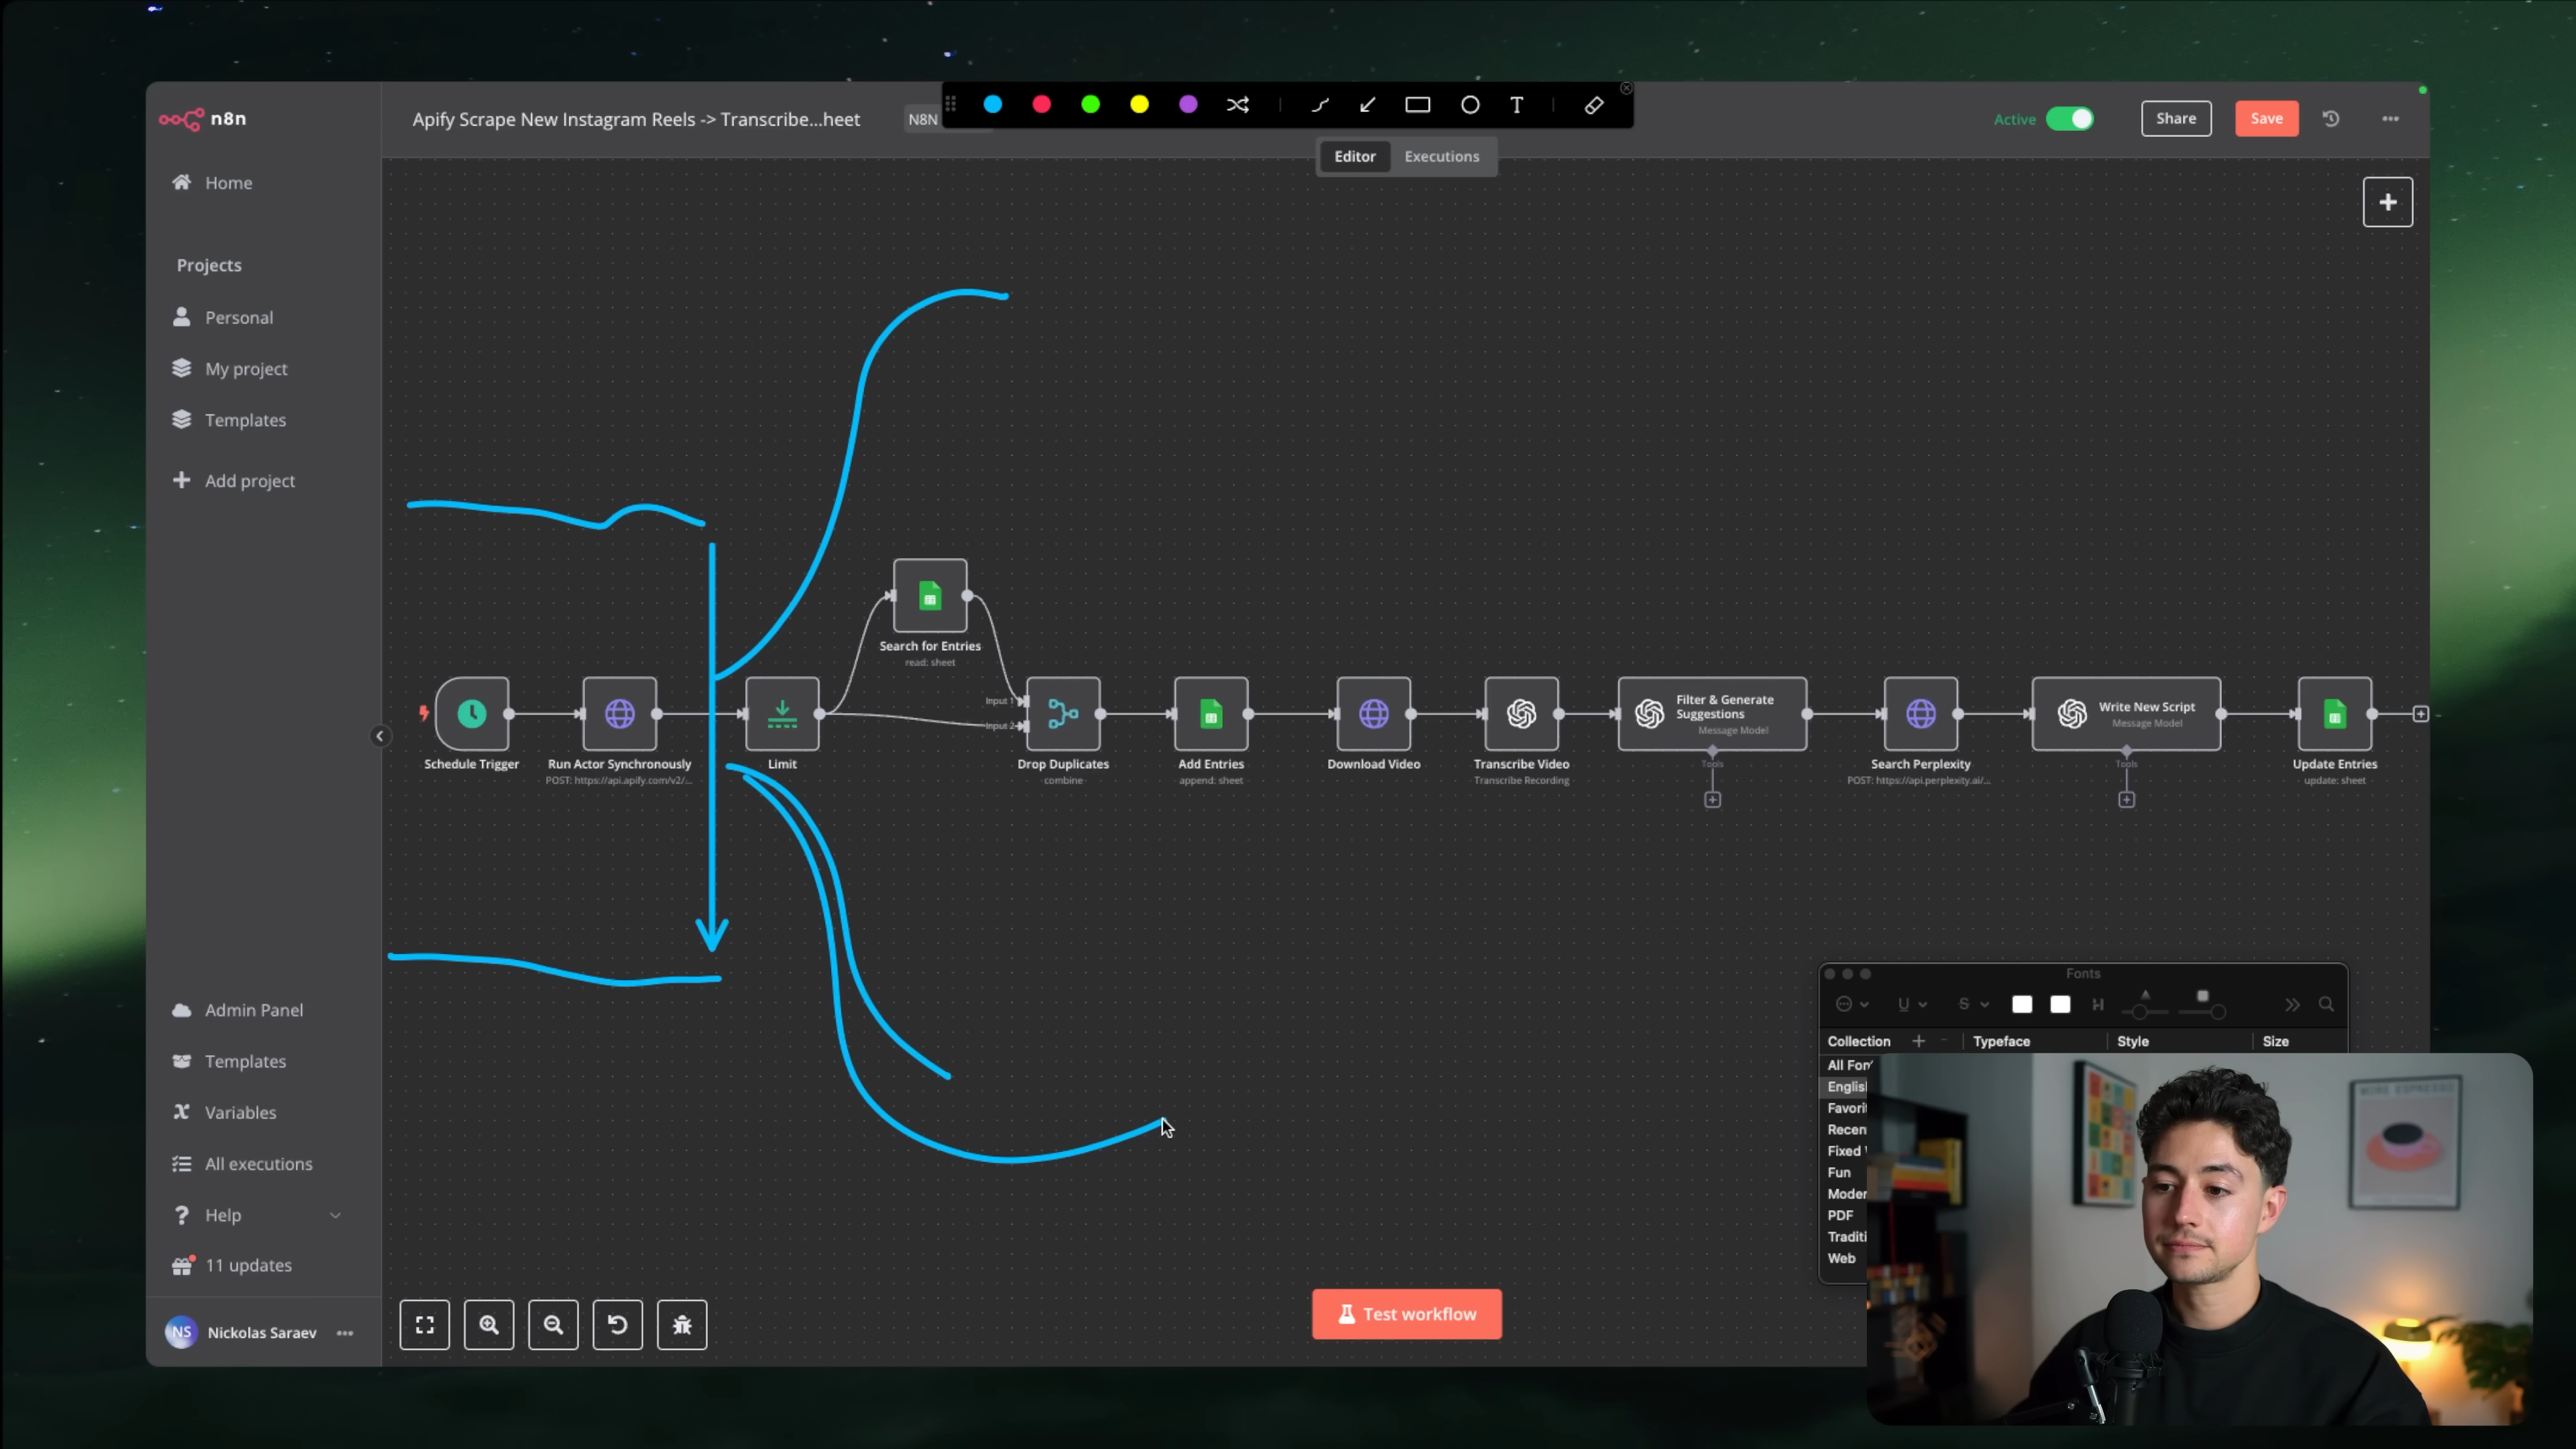 n8n
Apify Scrape New Instagram Reels -> Transcribe...heet
N8N
T
Active
Share
Save
Editor
Executions
Home
Projects
Personal
My project
Templates
Add project
Search for Entries
read: sheet
Input 1
Input 2
Schedule Trigger
Run Actor Synchronously
POST: https://api.apify.com/v2/...
Limit
Drop Duplicates
combine
Add Entries
append: sheet
Download Video
Transcribe Video
Transcribe Recording
Filter & Generate
Suggestions
Message Model
Tools
Search Perplexity
POST: https://api.perplexity.ai/...
Write New Script
Message Model
Tools
Update Entries
update: sheet
Admin Panel
Templates
Variables
All executions
Help
11 updates
NS
Nickolas Saraev
Test workflow
Fonts
U
S
Collection
Typeface
Style
Size
All Fon
English
Favorit
Recen
Fixed
Fun
Moder
PDF
Traditi
Web
MORE ESPRESSO